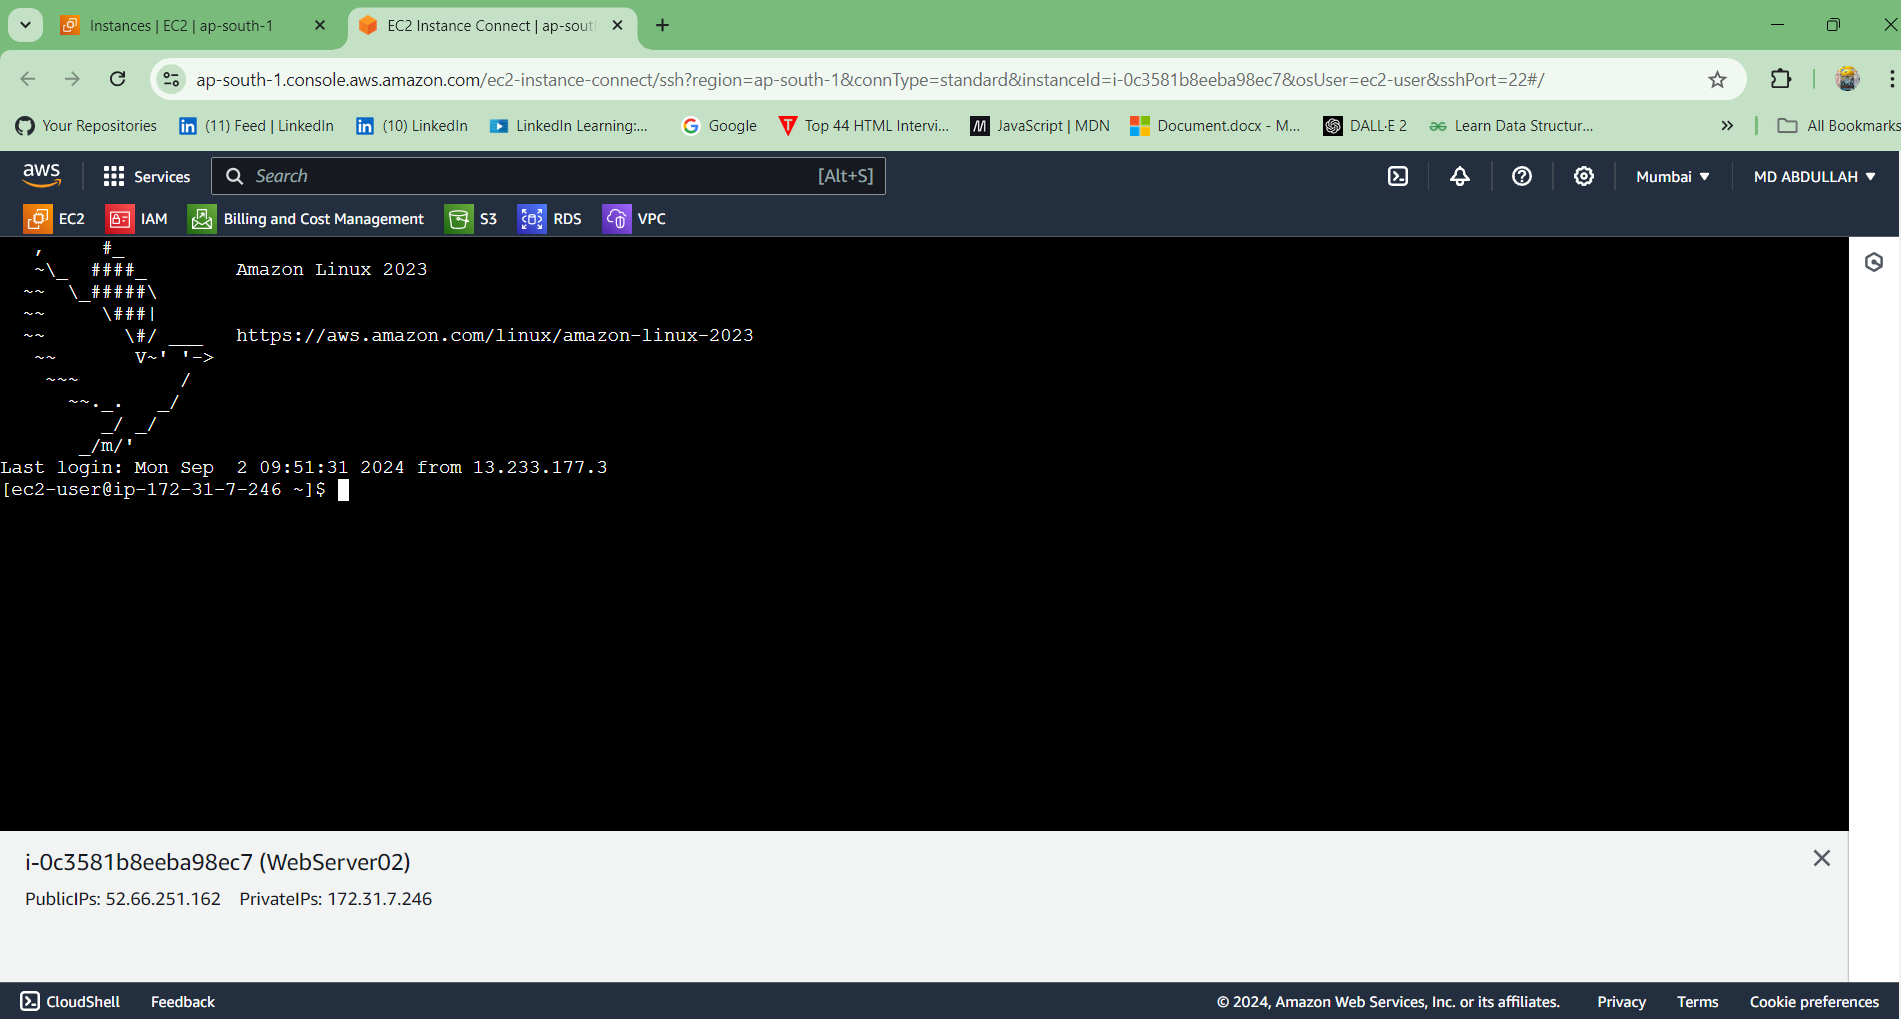 Instances | EC2 | ap-south-1
EC2 Instance Connect | ap-sout
ap-south-1.console.aws.amazon.com/ec2-instance-connect/ssh?region=ap-south-1&connType=standard&instanceId=i-0c3581b8eeba98ec7&osUser=ec2-user&sshPort=22#/
Your Repositories (11) Feed | LinkedIn (10) LinkedIn LinkedIn Learning:... Google Top 44 HTML Intervi... JavaScript | MDN Document.docx - M... DALL·E 2 Learn Data Structur... » All Bookmarks
aws Services Search [Alt+S] Mumbai MD ABDULLAH
EC2 IAM Billing and Cost Management S3 RDS VPC
   ,     #_
   ~\_  ####_        Amazon Linux 2023
  ~~  \_#####\
  ~~     \###|
  ~~       \#/ ___   https://aws.amazon.com/linux/amazon-linux-2023
   ~~       V~' '->
    ~~~         /
      ~~._.   _/
         _/ _/
       _/m/'
Last login: Mon Sep  2 09:51:31 2024 from 13.233.177.3
[ec2-user@ip-172-31-7-246 ~]$
i-0c3581b8eeba98ec7 (WebServer02)
PublicIPs: 52.66.251.162 PrivateIPs: 172.31.7.246
CloudShell Feedback © 2024, Amazon Web Services, Inc. or its affiliates. Privacy Terms Cookie preferences